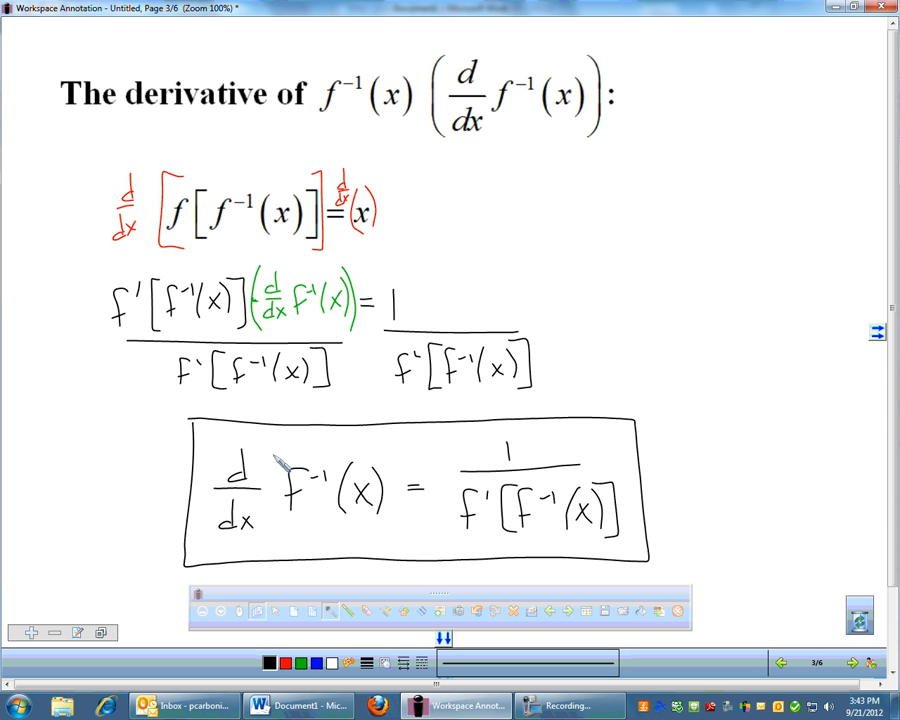 Workspace Annotation - Untitled, Page 3/6 (Zoom 100%) *
The derivative of f⁻¹(x) (d/dx f⁻¹(x)):
d/dx [f[f⁻¹(x)]] = d/dx (x)
f'[f⁻¹(x)] · (d/dx f⁻¹(x)) = 1
f'[f⁻¹(x)] f'[f⁻¹(x)]
d/dx f⁻¹(x) = 1 / f'[f⁻¹(x)]
3/6
Inbox - pcarboni... Document1 - Mic... Workspace Annot... Recording...
3:43 PM
9/21/2012